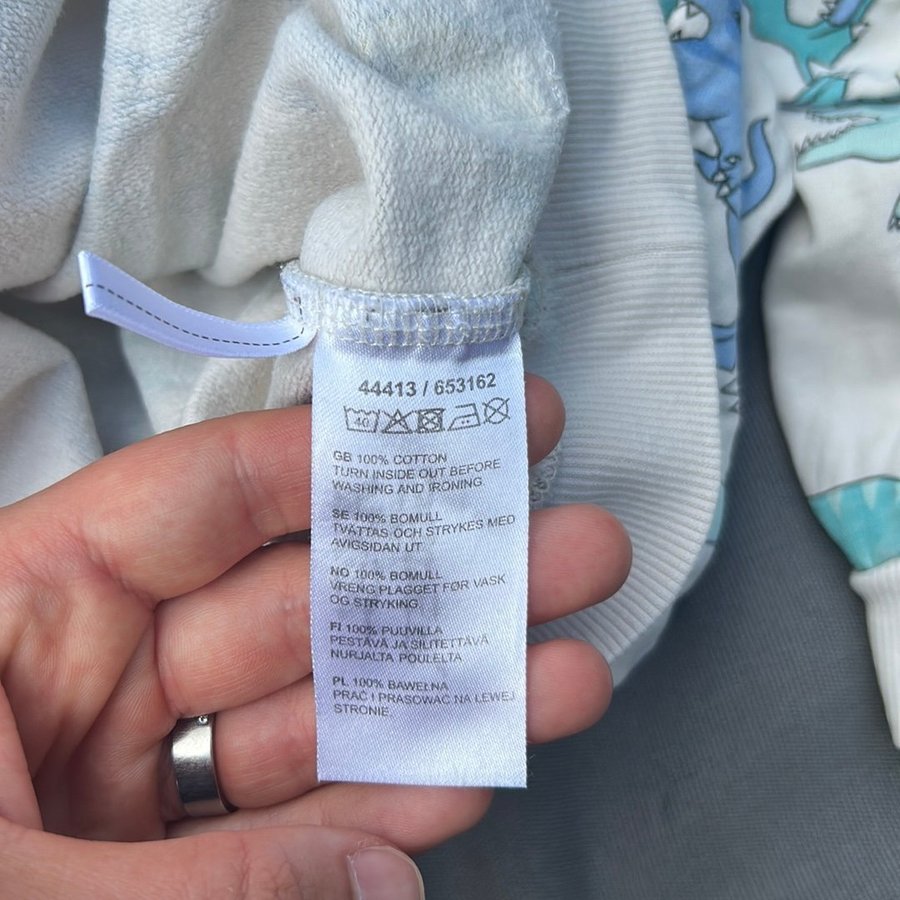 44413 / 653162
40
GB 100% COTTON
TURN INSIDE OUT BEFORE
WASHING AND IRONING
SE 100% BOMULL
TVÄTTAS OCH STRYKES MED
AVIGSIDAN UT
NO 100% BOMULL
VRENG PLAGGET FØR VASK
OG STRYKING
FI 100% PUUVILLA
PESTÄVÄ JA SILITETTÄVÄ
NURJALTA POULELTA
PL 100% BAWEŁNA
PRAĆ I PRASOWAĆ NA LEWEJ
STRONIE.